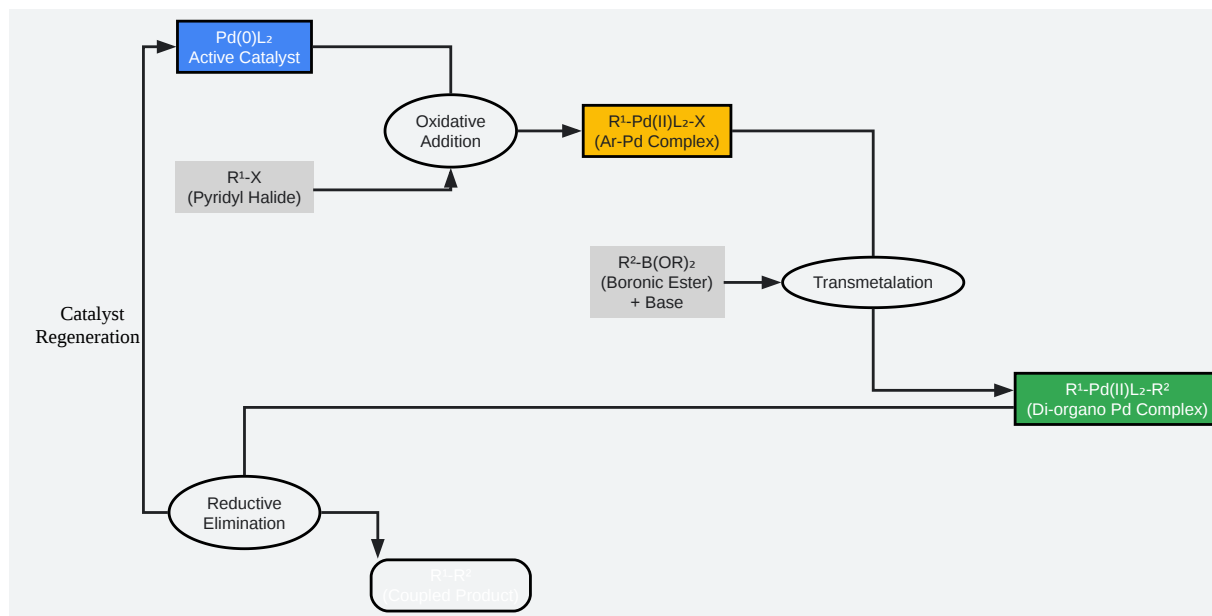 Pd(0)L₂
Active Catalyst
Oxidative
Addition
R¹-Pd(II)L₂-X
(Ar-Pd Complex)
R¹-X
(Pyridyl Halide)
R²-B(OR)₂
(Boronic Ester)
+ Base
Transmetalation
Catalyst
Regeneration
R¹-Pd(II)L₂-R²
(Di-organo Pd Complex)
Reductive
Elimination
R¹-R²
(Coupled Product)